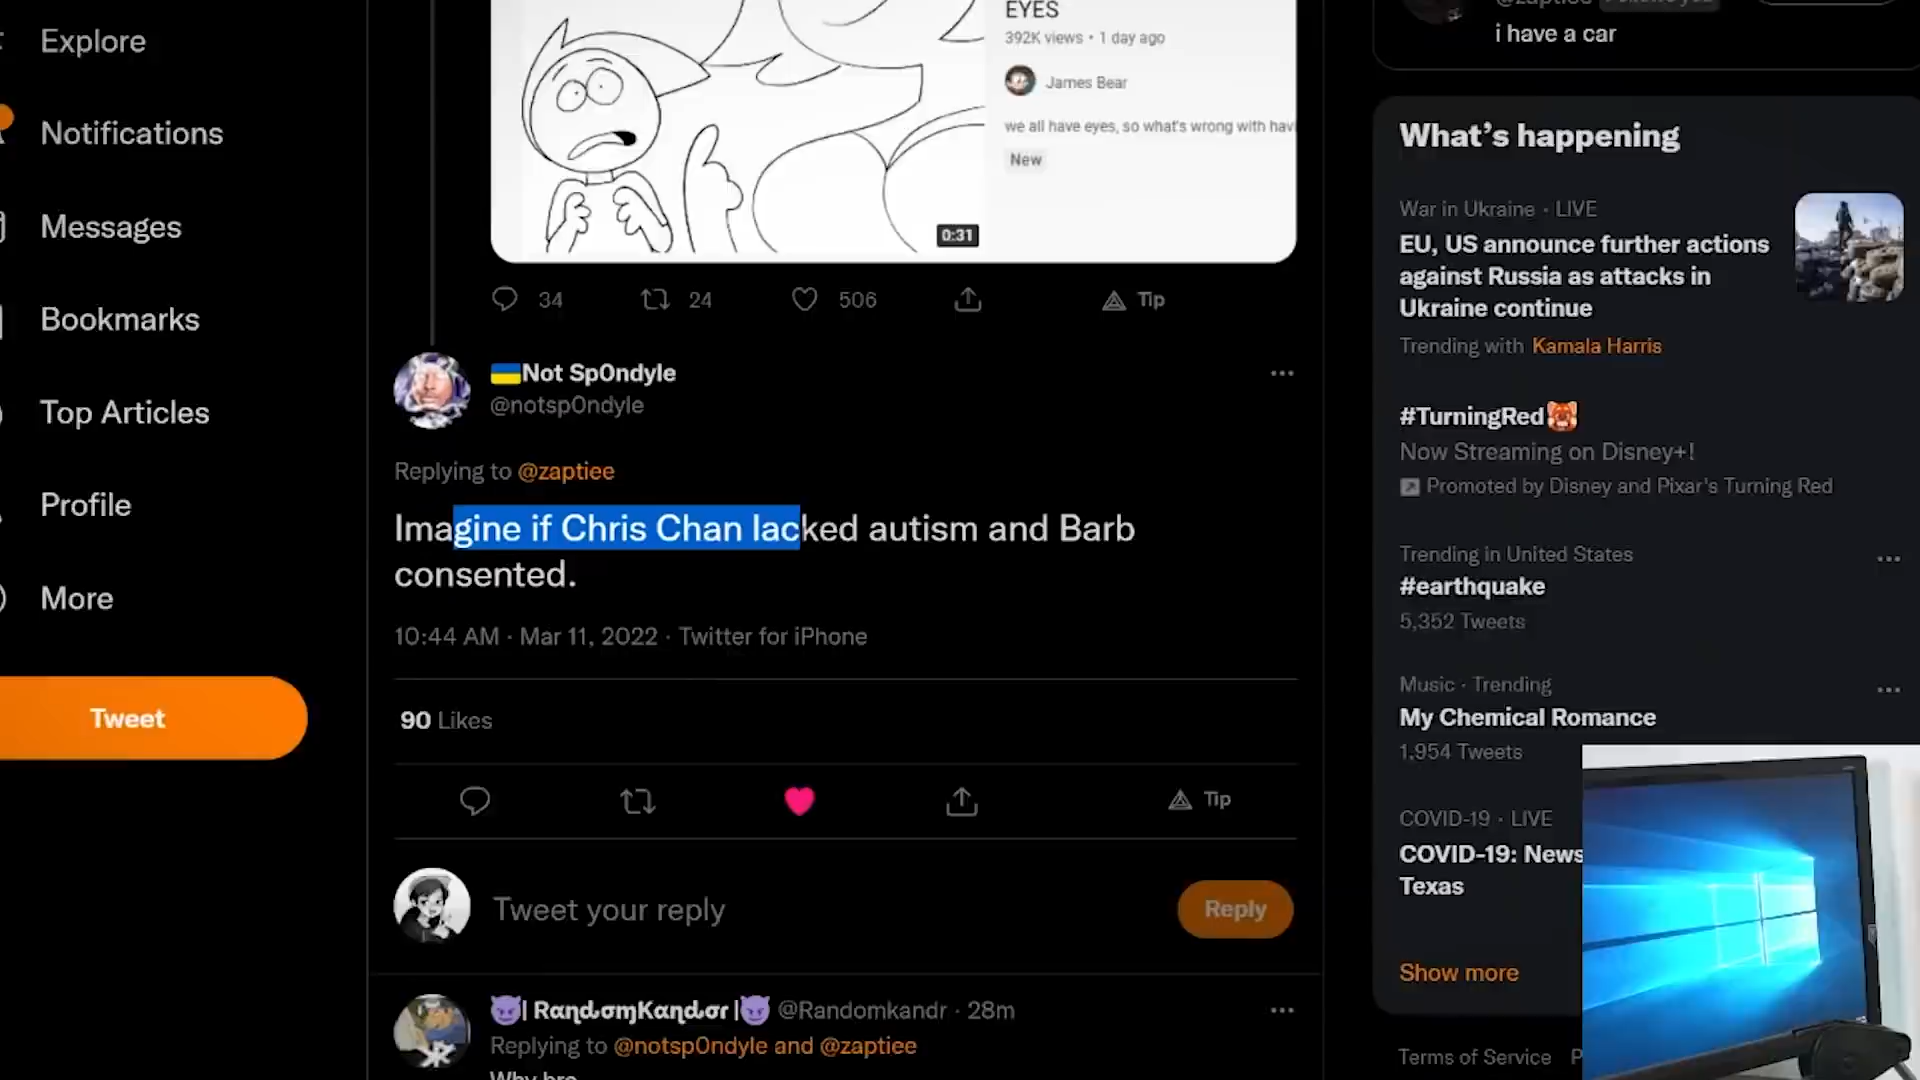 Explore
Notifications
Messages
Bookmarks
Top Articles
Profile
More
Tweet
EYES
392K views • 1 day ago
James Bear
we all have eyes, so what's wrong with havi
New
0:31
34
24
506
Tip
Not Sp0ndyle
@notsp0ndyle
Replying to @zaptiee
Imagine if Chris Chan lacked autism and Barb
consented.
10:44 AM · Mar 11, 2022 · Twitter for iPhone
90 Likes
Tip
Tweet your reply
Reply
| RandomKandor | @Randomkandr · 28m
Replying to @notsp0ndyle and @zaptiee
Why bro
i have a car
What’s happening
War in Ukraine · LIVE
EU, US announce further actions
against Russia as attacks in
Ukraine continue
Trending with Kamala Harris
#TurningRed
Now Streaming on Disney+!
Promoted by Disney and Pixar's Turning Red
Trending in United States
#earthquake
5,352 Tweets
Music · Trending
My Chemical Romance
1,954 Tweets
COVID-19 · LIVE
COVID-19: News
Texas
Show more
Terms of Service P